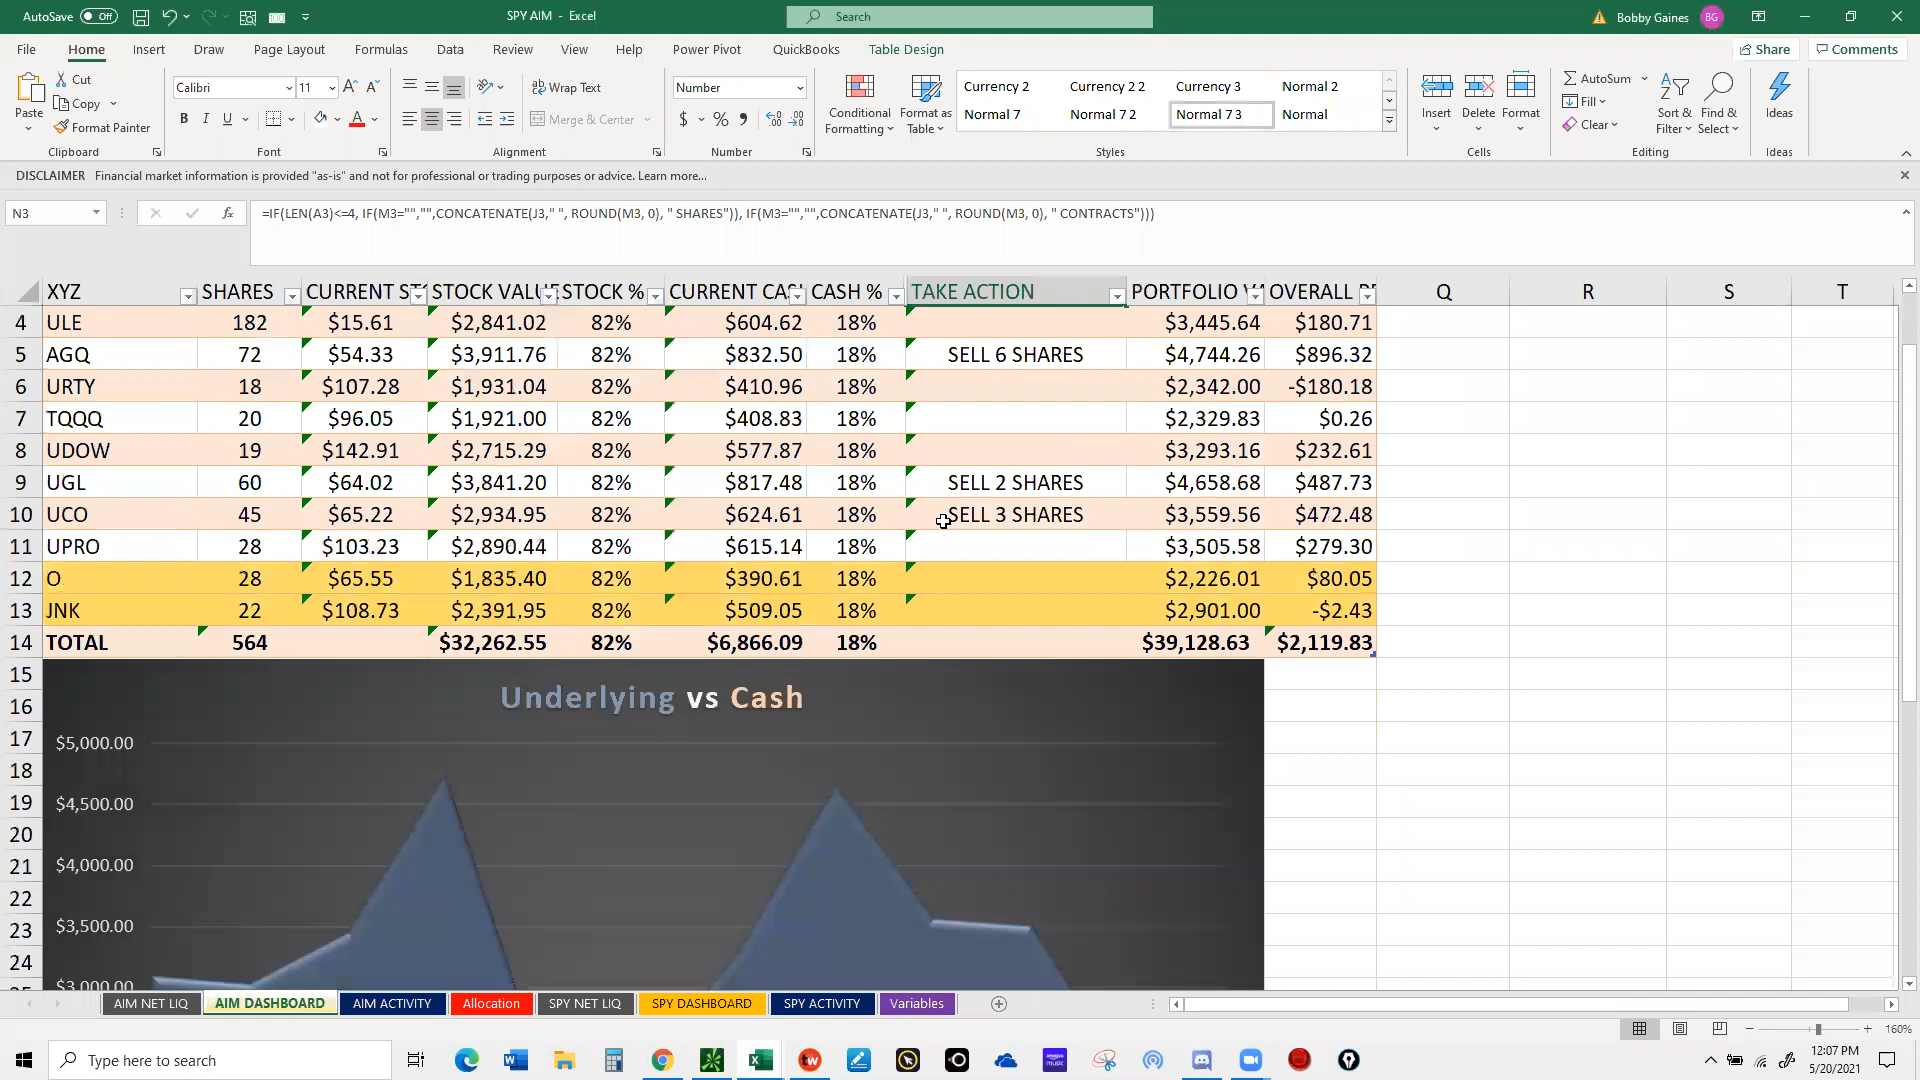 AutoSave Off SPY AIM - Excel Search Bobby Gaines BG
File Home Insert Draw Page Layout Formulas Data Review View Help Power Pivot QuickBooks Table Design Share Comments
Paste Cut Copy Format Painter Clipboard
Calibri 11 Font
Wrap Text Merge & Center Alignment
Number Number
Conditional Formatting Format as Table
Currency 2 Currency 2 2 Currency 3 Normal 2
Normal 7 Normal 7 2 Normal 7 3 Normal
Styles
Insert Delete Format Cells
AutoSum Fill Clear Sort & Filter Find & Select Editing
Ideas Ideas
DISCLAIMER Financial market information is provided "as-is" and not for professional or trading purposes or advice. Learn more...
N3 =IF(LEN(A3)<=4, IF(M3="","",CONCATENATE(J3," ", ROUND(M3, 0), " SHARES")), IF(M3="","",CONCATENATE(J3," ", ROUND(M3, 0), " CONTRACTS")))
XYZ SHARES CURRENT ST STOCK VALUE STOCK % CURRENT CAS CASH % TAKE ACTION PORTFOLIO VA OVERALL Q R S T
4 ULE 182 $15.61 $2,841.02 82% $604.62 18% $3,445.64 $180.71
5 AGQ 72 $54.33 $3,911.76 82% $832.50 18% SELL 6 SHARES $4,744.26 $896.32
6 URTY 18 $107.28 $1,931.04 82% $410.96 18% $2,342.00 -$180.18
7 TQQQ 20 $96.05 $1,921.00 82% $408.83 18% $2,329.83 $0.26
8 UDOW 19 $142.91 $2,715.29 82% $577.87 18% $3,293.16 $232.61
9 UGL 60 $64.02 $3,841.20 82% $817.48 18% SELL 2 SHARES $4,658.68 $487.73
10 UCO 45 $65.22 $2,934.95 82% $624.61 18% SELL 3 SHARES $3,559.56 $472.48
11 UPRO 28 $103.23 $2,890.44 82% $615.14 18% $3,505.58 $279.30
12 O 28 $65.55 $1,835.40 82% $390.61 18% $2,226.01 $80.05
13 JNK 22 $108.73 $2,391.95 82% $509.05 18% $2,901.00 -$2.43
14 TOTAL 564 $32,262.55 82% $6,866.09 18% $39,128.63 $2,119.83
15
16 Underlying vs Cash
17
18 $5,000.00
19 $4,500.00
20
21 $4,000.00
22
23 $3,500.00
24
$3,000.00
AIM NET LIQ AIM DASHBOARD AIM ACTIVITY Allocation SPY NET LIQ SPY DASHBOARD SPY ACTIVITY Variables
160%
Type here to search
12:07 PM
5/20/2021